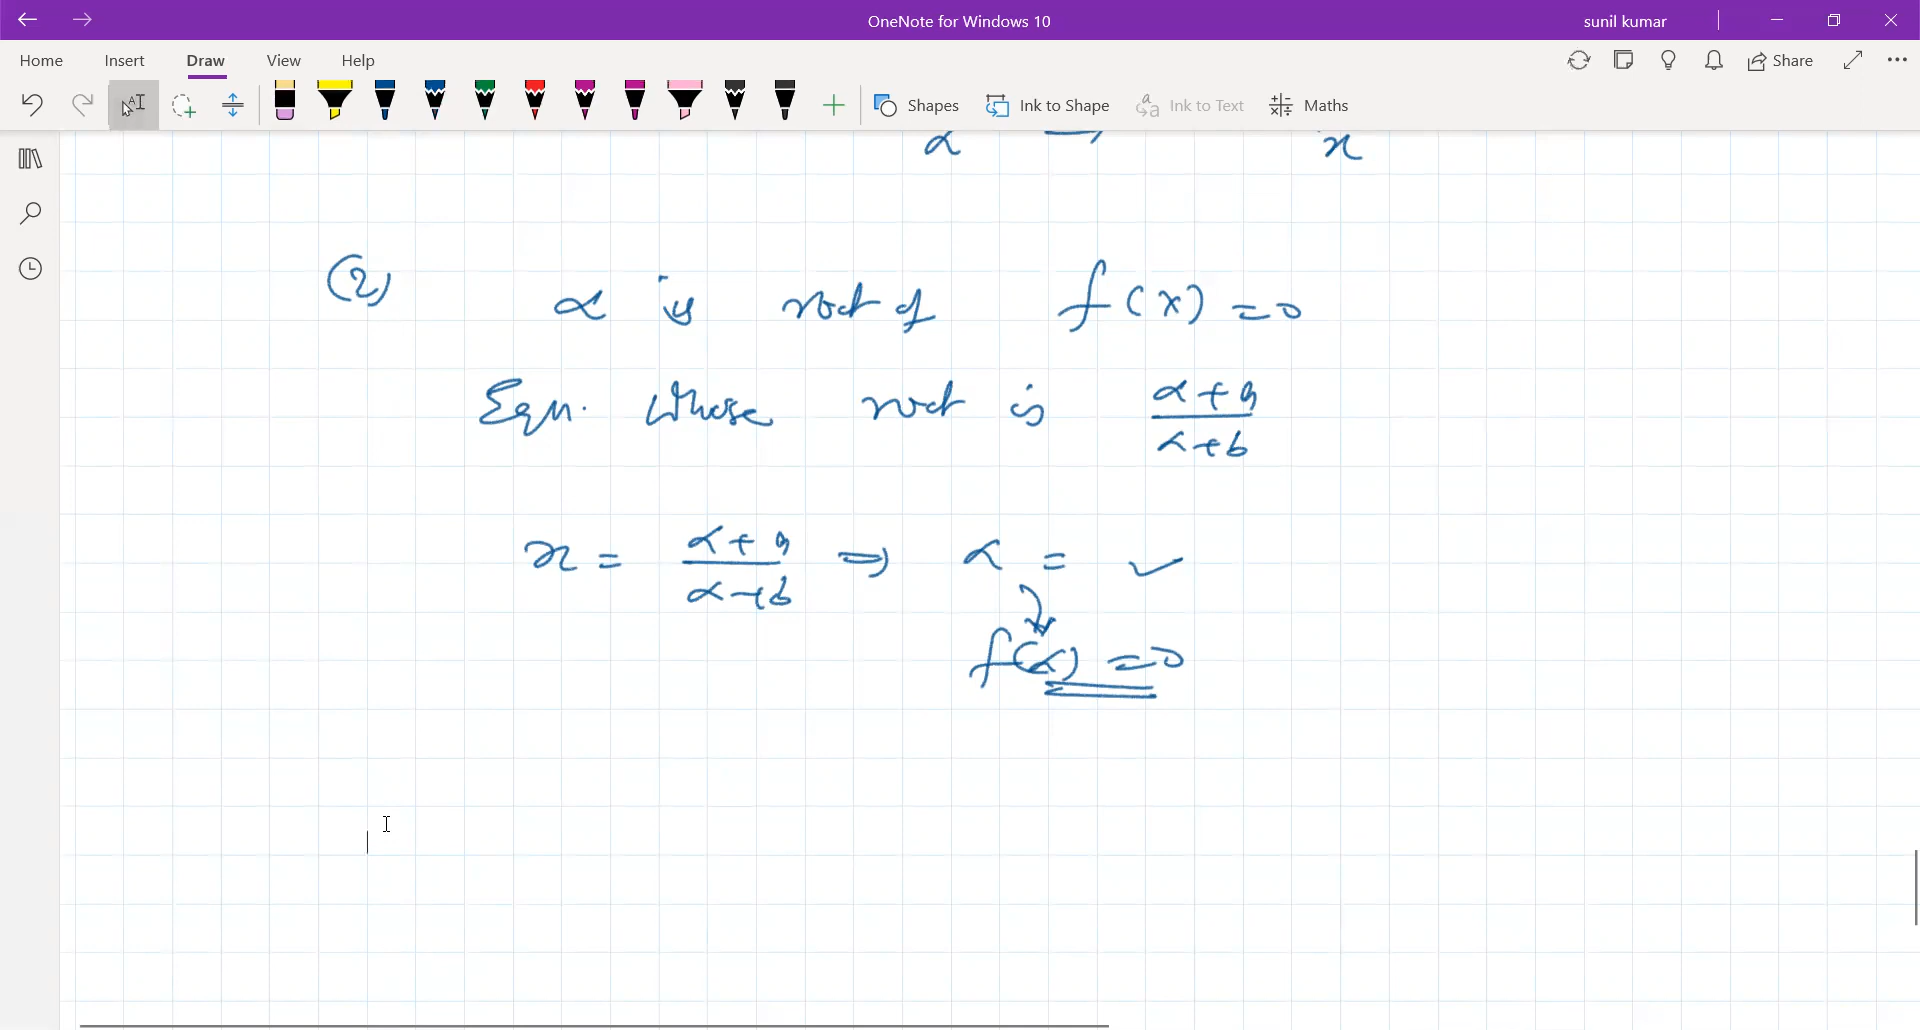 OneNote for Windows 10
sunil kumar
Home Insert Draw View Help
Share
Shapes Ink to Shape Ink to Text Maths
α ⇒ x
(2) α is root of f(x) = 0
Eqn. whose root is α+a/α+b
x = α+a/α+b ⇒ α = ✓
f(α) = 0